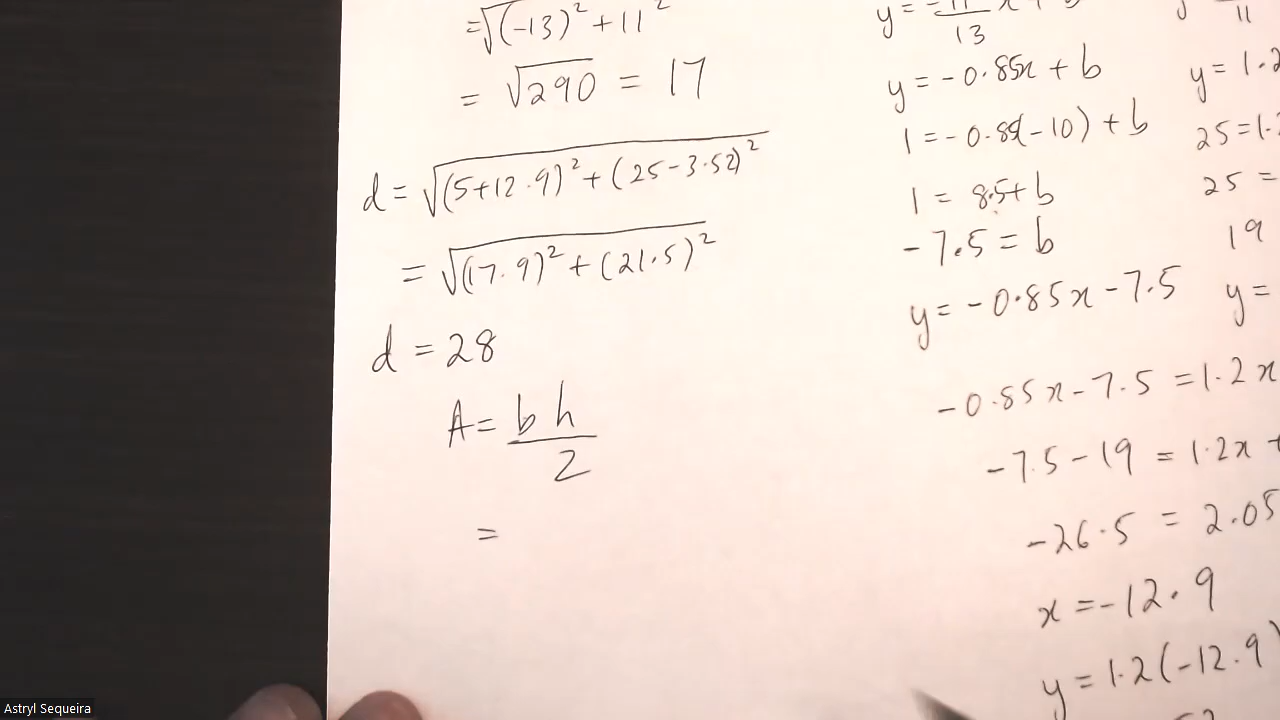 =√(-13)²+11²
= √290 = 17
d = √(5+12.9)²+(25-3.52)²
= √(17.9)²+(21.5)²
d = 28
A = bh/2
=
13
y = -0.85x + b
1 = -0.85(-10) + b
1 = 8.5+b
-7.5 = b
y = -0.85x - 7.5
-0.85x - 7.5 = 1.2x
-7.5 - 19 = 1.2x +
-26.5 = 2.05
x = -12.9
y = 1.2(-12.9)
11
y = 1.2
25 = 1.
25 =
19
y =
Astryl Sequeira